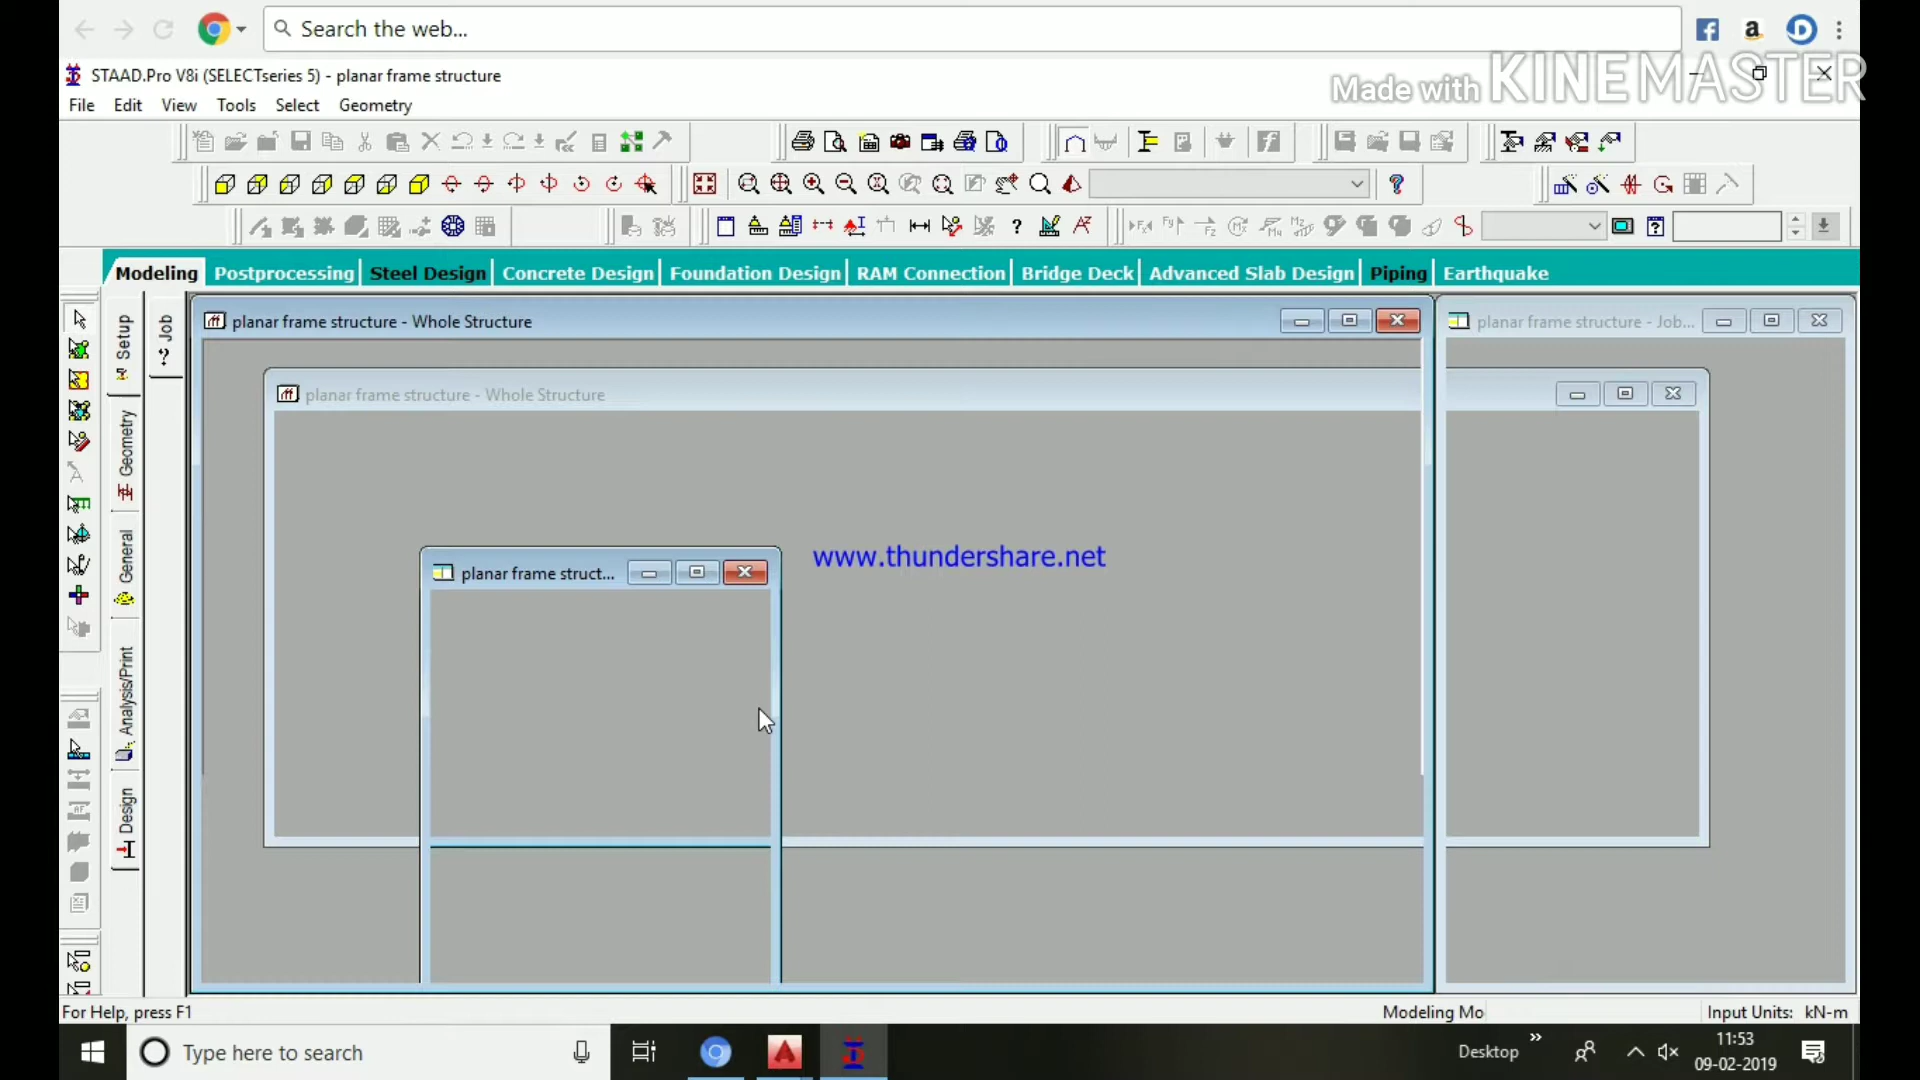 Search the web...
STAAD.Pro V8i (SELECTseries 5) - planar frame structure
Made with KINEMASTER
File Edit View Tools Select Geometry
Modeling Postprocessing Steel Design Concrete Design Foundation Design RAM Connection Bridge Deck Advanced Slab Design Piping Earthquake
planar frame structure - Whole Structure
planar frame structure - Job...
Setup
Job
planar frame structure - Whole Structure
Geometry
General
www.thundershare.net
planar frame struct...
Analysis/Print
Design
For Help, press F1
Modeling Mo
Input Units: kN-m
Type here to search
Desktop
11:53
09-02-2019